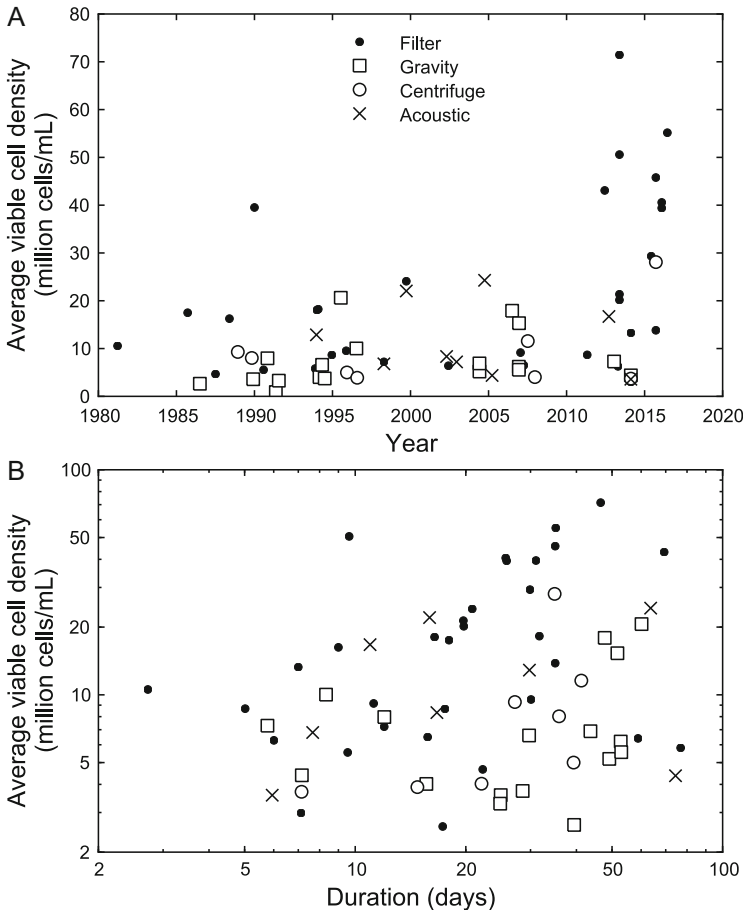 A
Average viable cell density
(million cells/mL)
80
70
60
50
40
30
20
10
0
Filter
Gravity
Centrifuge
Acoustic
1980 1985 1990 1995 2000 2005 2010 2015 2020
Year
B
Average viable cell density
(million cells/mL)
100
50
20
10
5
2
2 5 10 20 50 100
Duration (days)